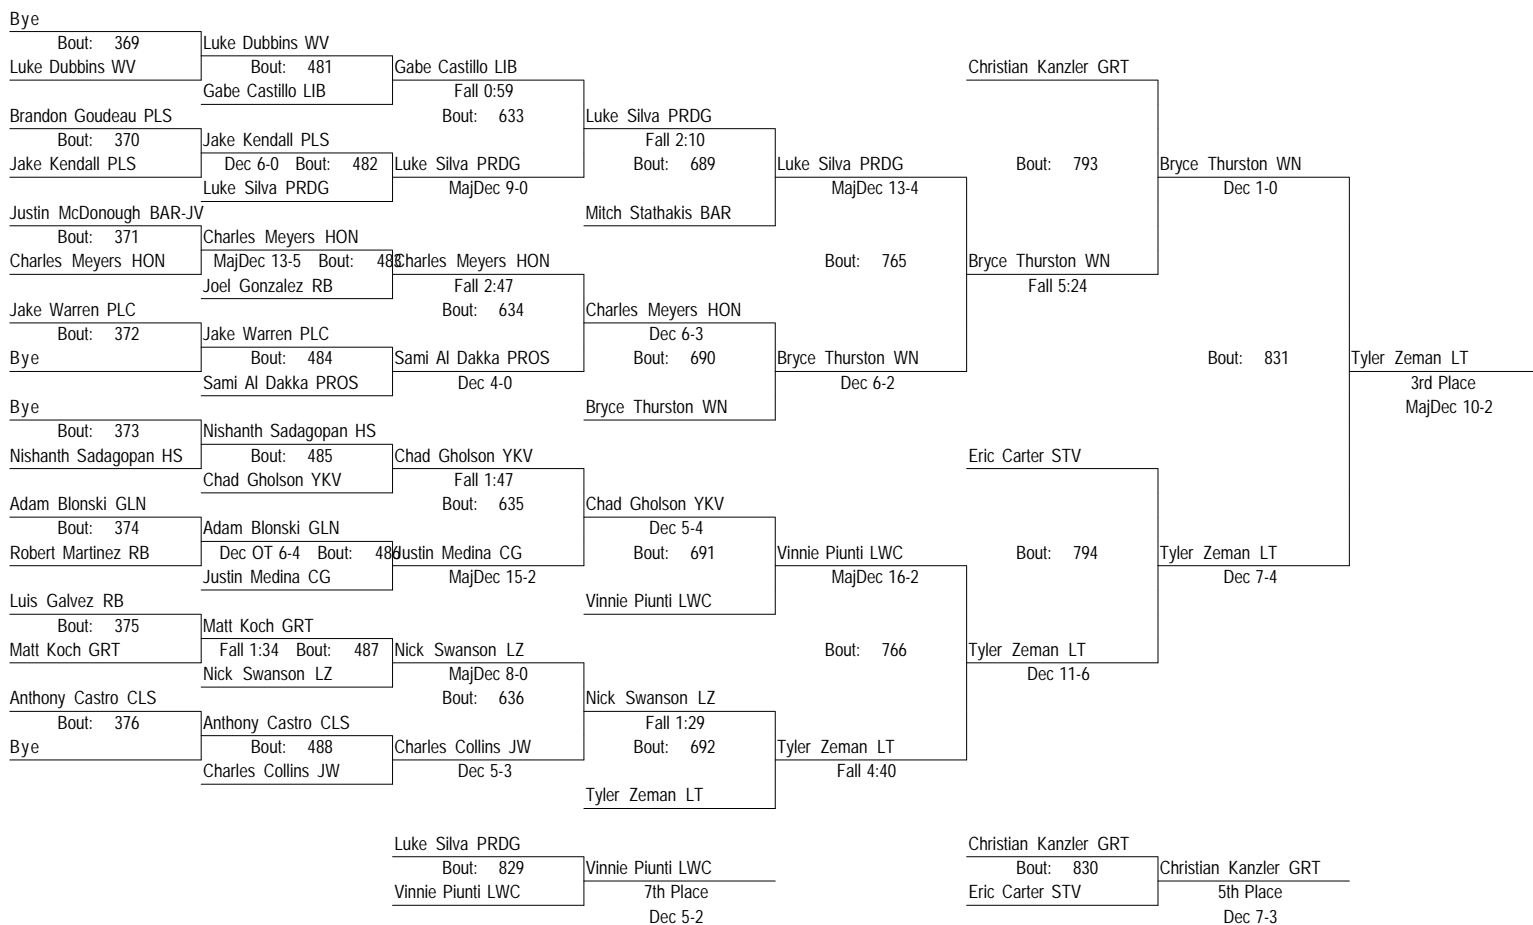 Bye
Bout: 369 Luke Dubbins WV
Luke Dubbins WV Bout: 481 Gabe Castillo LIB Christian Kanzler GRT
Gabe Castillo LIB Fall 0:59
Brandon Goudeau PLS Bout: 633 Luke Silva PRDG
Bout: 370 Jake Kendall PLS Fall 2:10
Jake Kendall PLS Dec 6-0 Bout: 482 Luke Silva PRDG Bout: 689 Luke Silva PRDG Bout: 793 Bryce Thurston WN
Luke Silva PRDG MajDec 9-0 MajDec 13-4 Dec 1-0
Justin McDonough BAR-JV Mitch Stathakis BAR
Bout: 371 Charles Meyers HON
Charles Meyers HON MajDec 13-5 Bout: 483 Charles Meyers HON Bout: 765 Bryce Thurston WN
Joel Gonzalez RB Fall 2:47 Fall 5:24
Jake Warren PLC Bout: 634 Charles Meyers HON
Bout: 372 Jake Warren PLC Dec 6-3
Bye Bout: 484 Sami Al Dakka PROS Bout: 690 Bryce Thurston WN Bout: 831 Tyler Zeman LT
Sami Al Dakka PROS Dec 4-0 Dec 6-2 3rd Place
Bye Bryce Thurston WN MajDec 10-2
Bout: 373 Nishanth Sadagopan HS
Nishanth Sadagopan HS Bout: 485 Chad Gholson YKV Eric Carter STV
Chad Gholson YKV Fall 1:47
Adam Blonski GLN Bout: 635 Chad Gholson YKV
Bout: 374 Adam Blonski GLN Dec 5-4
Robert Martinez RB Dec OT 6-4 Bout: 486 Justin Medina CG Bout: 691 Vinnie Piunti LWC Bout: 794 Tyler Zeman LT
Justin Medina CG MajDec 15-2 MajDec 16-2 Dec 7-4
Luis Galvez RB Vinnie Piunti LWC
Bout: 375 Matt Koch GRT
Matt Koch GRT Fall 1:34 Bout: 487 Nick Swanson LZ Bout: 766 Tyler Zeman LT
Nick Swanson LZ MajDec 8-0 Dec 11-6
Anthony Castro CLS Bout: 636 Nick Swanson LZ
Bout: 376 Anthony Castro CLS Fall 1:29
Bye Bout: 488 Charles Collins JW Bout: 692 Tyler Zeman LT
Charles Collins JW Dec 5-3 Fall 4:40
Tyler Zeman LT
Luke Silva PRDG Christian Kanzler GRT
Bout: 829 Vinnie Piunti LWC Bout: 830 Christian Kanzler GRT
Vinnie Piunti LWC 7th Place Eric Carter STV 5th Place
Dec 5-2 Dec 7-3